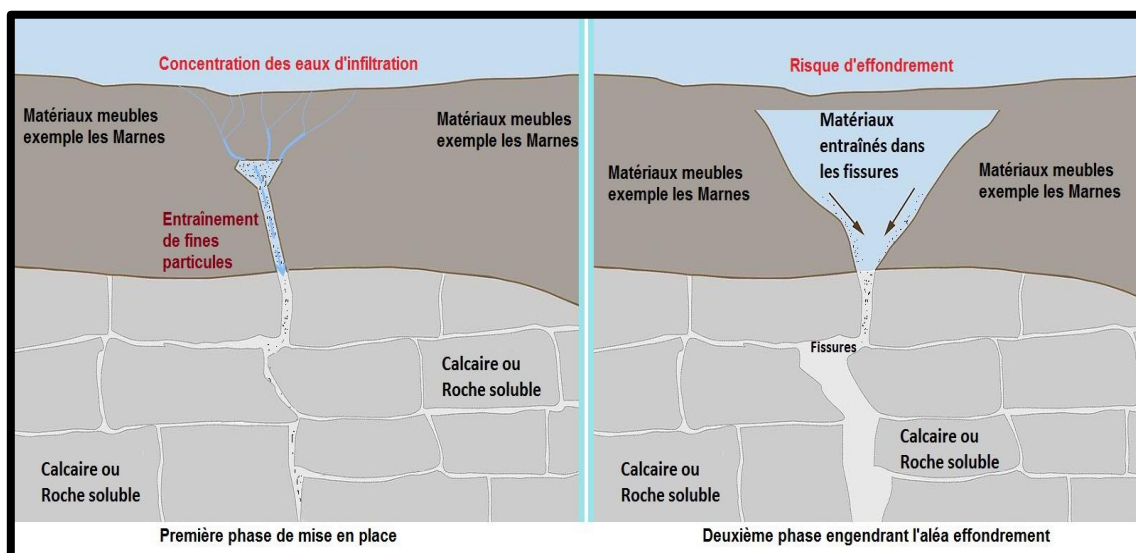 Concentration des eaux d'infiltration
Matériaux meubles
exemple les Marnes
Matériaux meubles
exemple les Marnes
Entraînement
de fines
particules
Calcaire ou
Roche soluble
Calcaire ou
Roche soluble
Première phase de mise en place
Risque d'effondrement
Matériaux
entraînés dans
les fissures
Matériaux meubles
exemple les Marnes
Matériaux meubles
exemple les Marnes
Fissures
Calcaire ou
Roche soluble
Calcaire ou
Roche soluble
Deuxième phase engendrant l'aléa effondrement